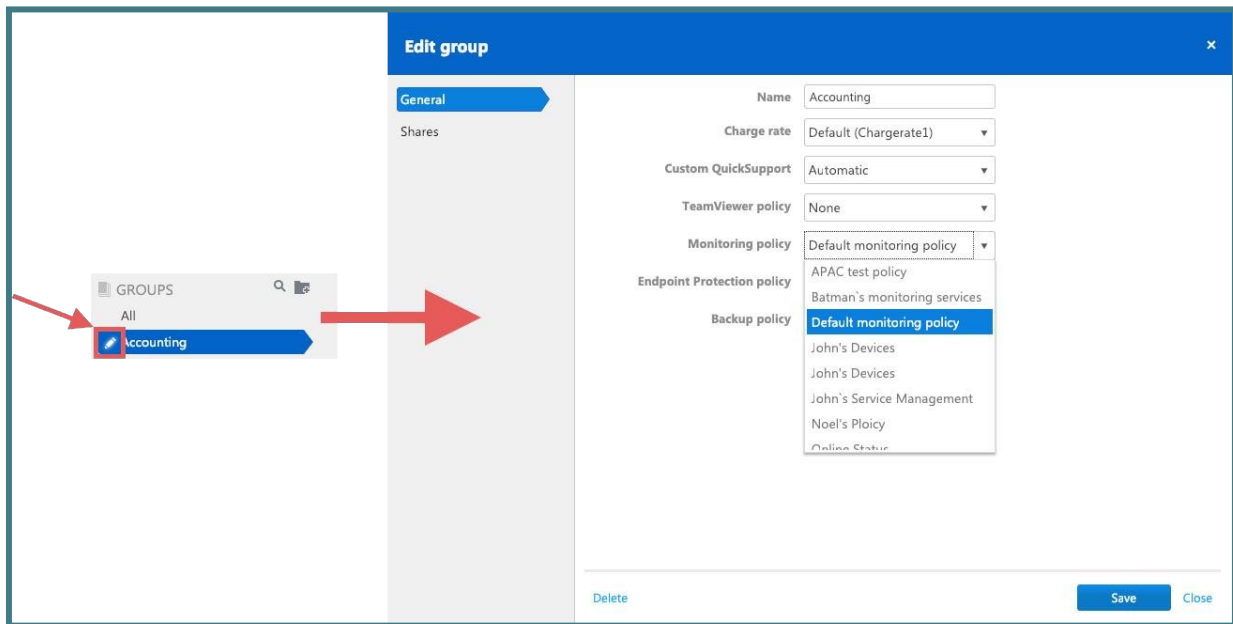 Edit group
×
General
Shares
Name Accounting
Charge rate Default (Chargerate1)
Custom QuickSupport Automatic
TeamViewer policy None
Monitoring policy Default monitoring policy
Endpoint Protection policy
Backup policy
APAC test policy
Batman`s monitoring services
Default monitoring policy
John's Devices
John's Devices
John`s Service Management
Noel's Ploicy
Online Status
GROUPS
All
Accounting
Delete
Save
Close